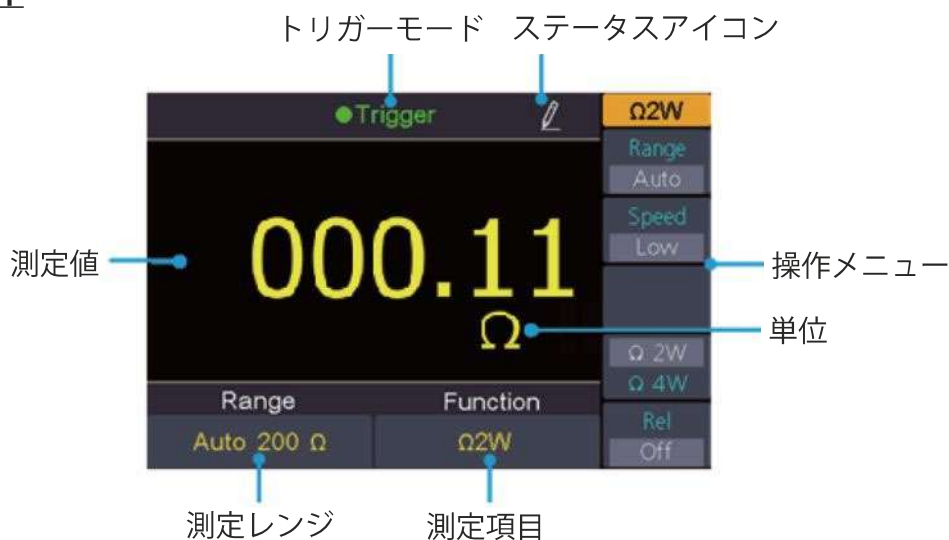 トリガーモード ステータスアイコン
Trigger
Ω2W
Range
Auto
Speed
Low
測定値
000.11
Ω
操作メニュー
単位
Ω 2W
Ω 4W
Rel
Off
Range
Function
Auto 200 Ω
Ω2W
測定レンジ
測定項目